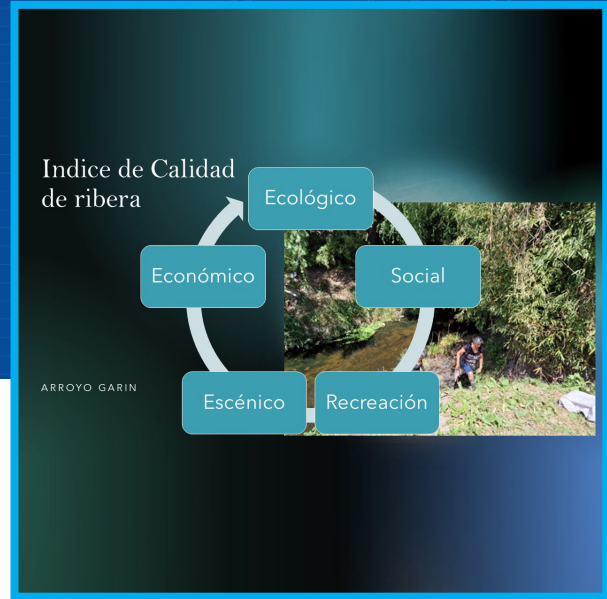 Indice de Calidad
de ribera
Ecológico
Económico
Social
ARROYO GARIN
Escénico
Recreación